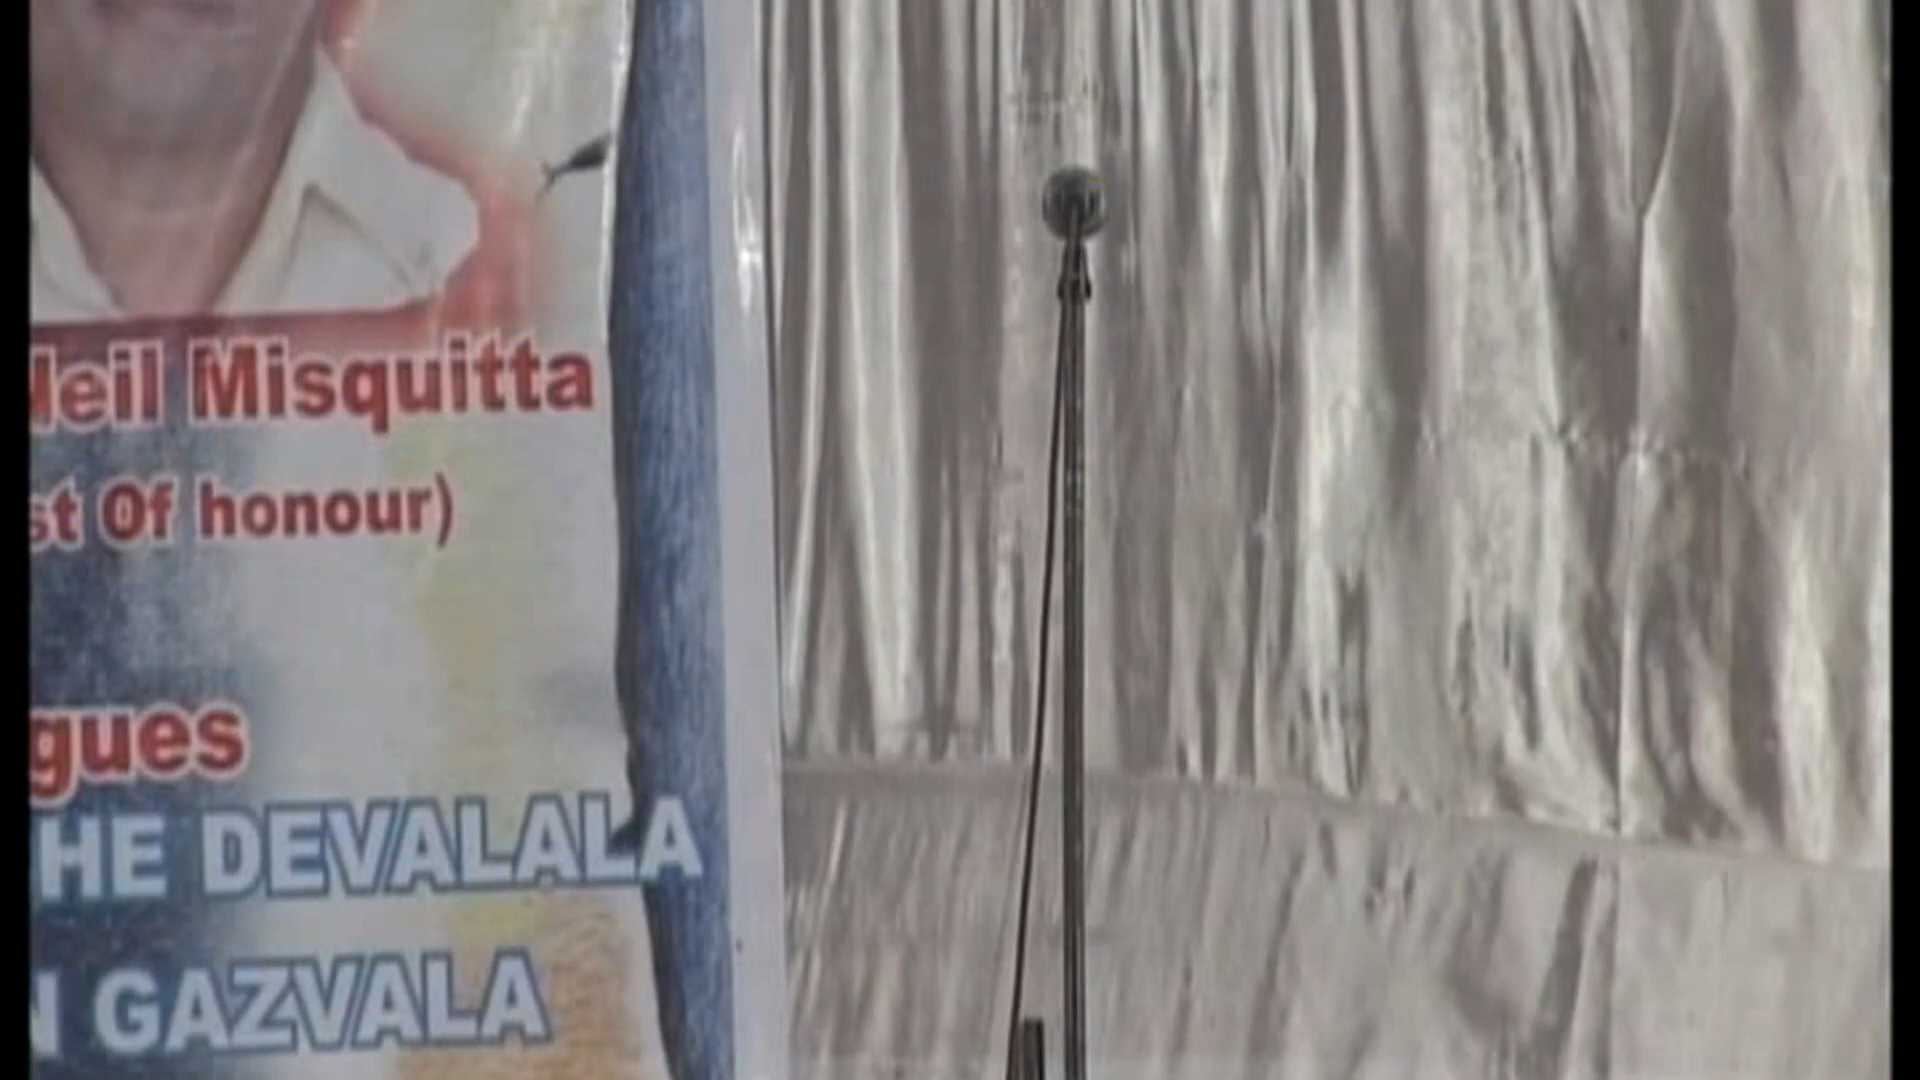 Neil Misquitta
st Of honour)
gues
HE DEVALALA
N GAZVALA